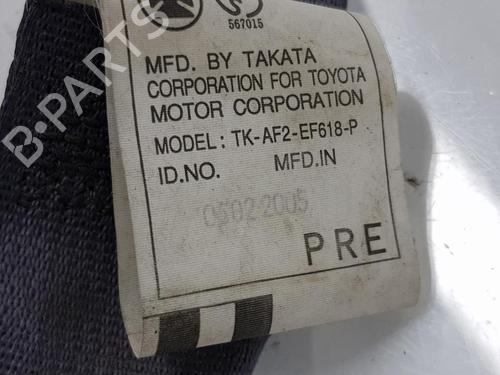 567015
MFD. BY TAKATA
CORPORATION FOR TOYOTA
MOTOR CORPORATION
MODEL: TK-AF2-EF618-P
ID.NO. MFD.IN
2005
PRE
B-PARTS